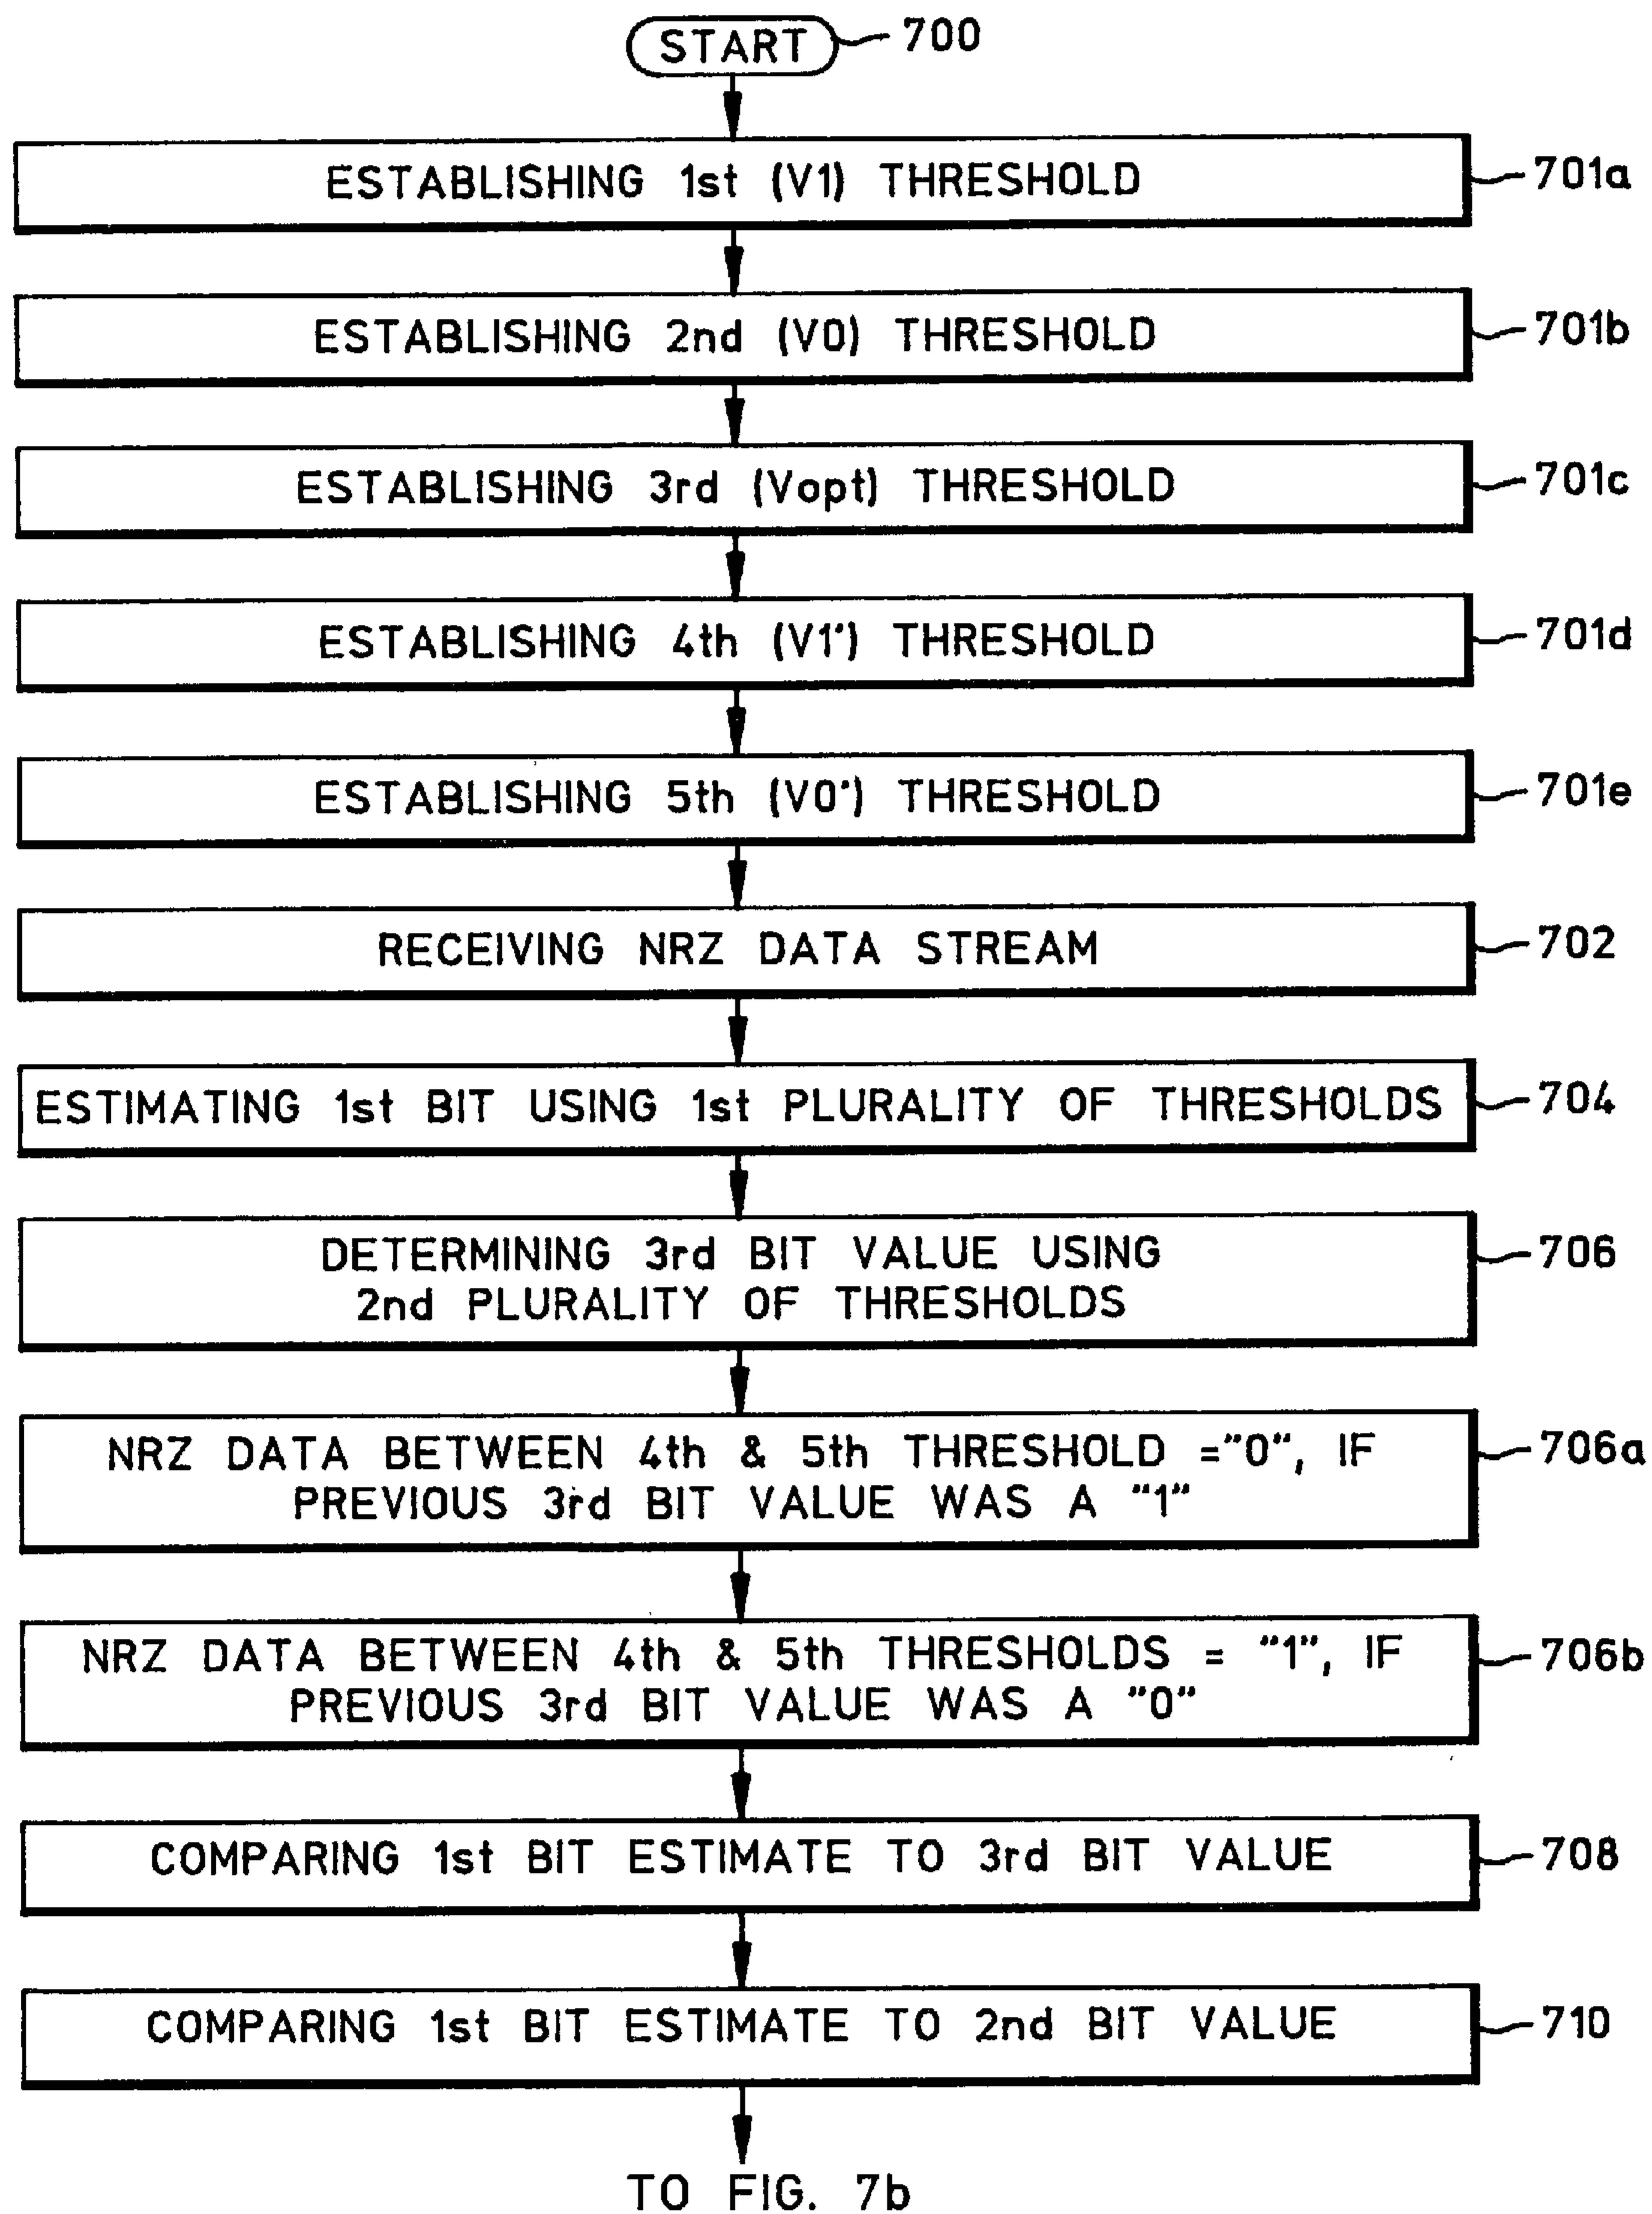 START 700
ESTABLISHING 1st (V1) THRESHOLD 701a
ESTABLISHING 2nd (V0) THRESHOLD 701b
ESTABLISHING 3rd (Vopt) THRESHOLD 701c
ESTABLISHING 4th (V1') THRESHOLD 701d
ESTABLISHING 5th (V0') THRESHOLD 701e
RECEIVING NRZ DATA STREAM 702
ESTIMATING 1st BIT USING 1st PLURALITY OF THRESHOLDS 704
DETERMINING 3rd BIT VALUE USING 706
2nd PLURALITY OF THRESHOLDS
NRZ DATA BETWEEN 4th & 5th THRESHOLD ="0", IF 706a
PREVIOUS 3rd BIT VALUE WAS A "1"
NRZ DATA BETWEEN 4th & 5th THRESHOLDS = "1", IF 706b
PREVIOUS 3rd BIT VALUE WAS A "0"
COMPARING 1st BIT ESTIMATE TO 3rd BIT VALUE 708
COMPARING 1st BIT ESTIMATE TO 2nd BIT VALUE 710
TO FIG. 7b